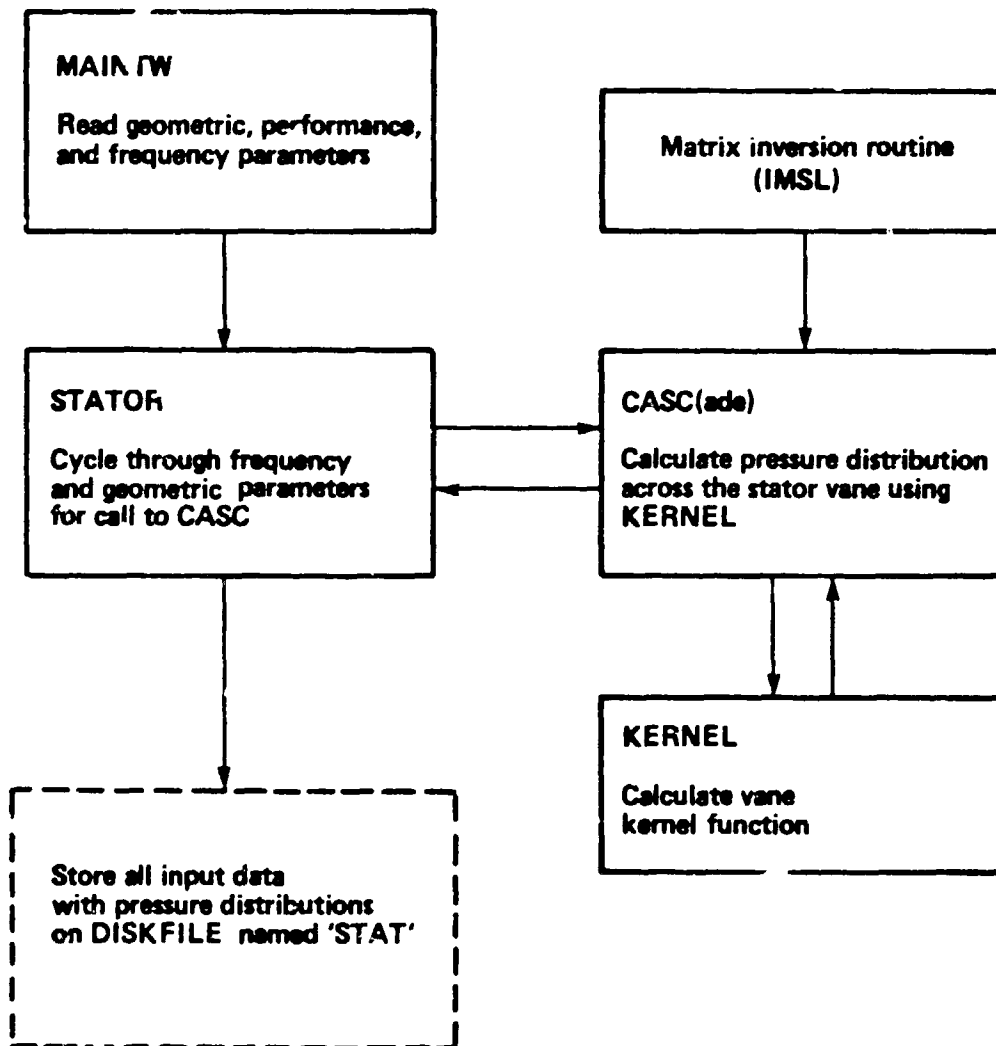 MAIN TW
Read geometric, performance,
and frequency parameters
Matrix inversion routine
(IMSL)
STATOR
Cycle through frequency
and geometric parameters
for call to CASC
CASC(ade)
Calculate pressure distribution
across the stator vane using
KERNEL
KERNEL
Calculate vane
kernel function
Store all input data
with pressure distributions
on DISKFILE named 'STAT'